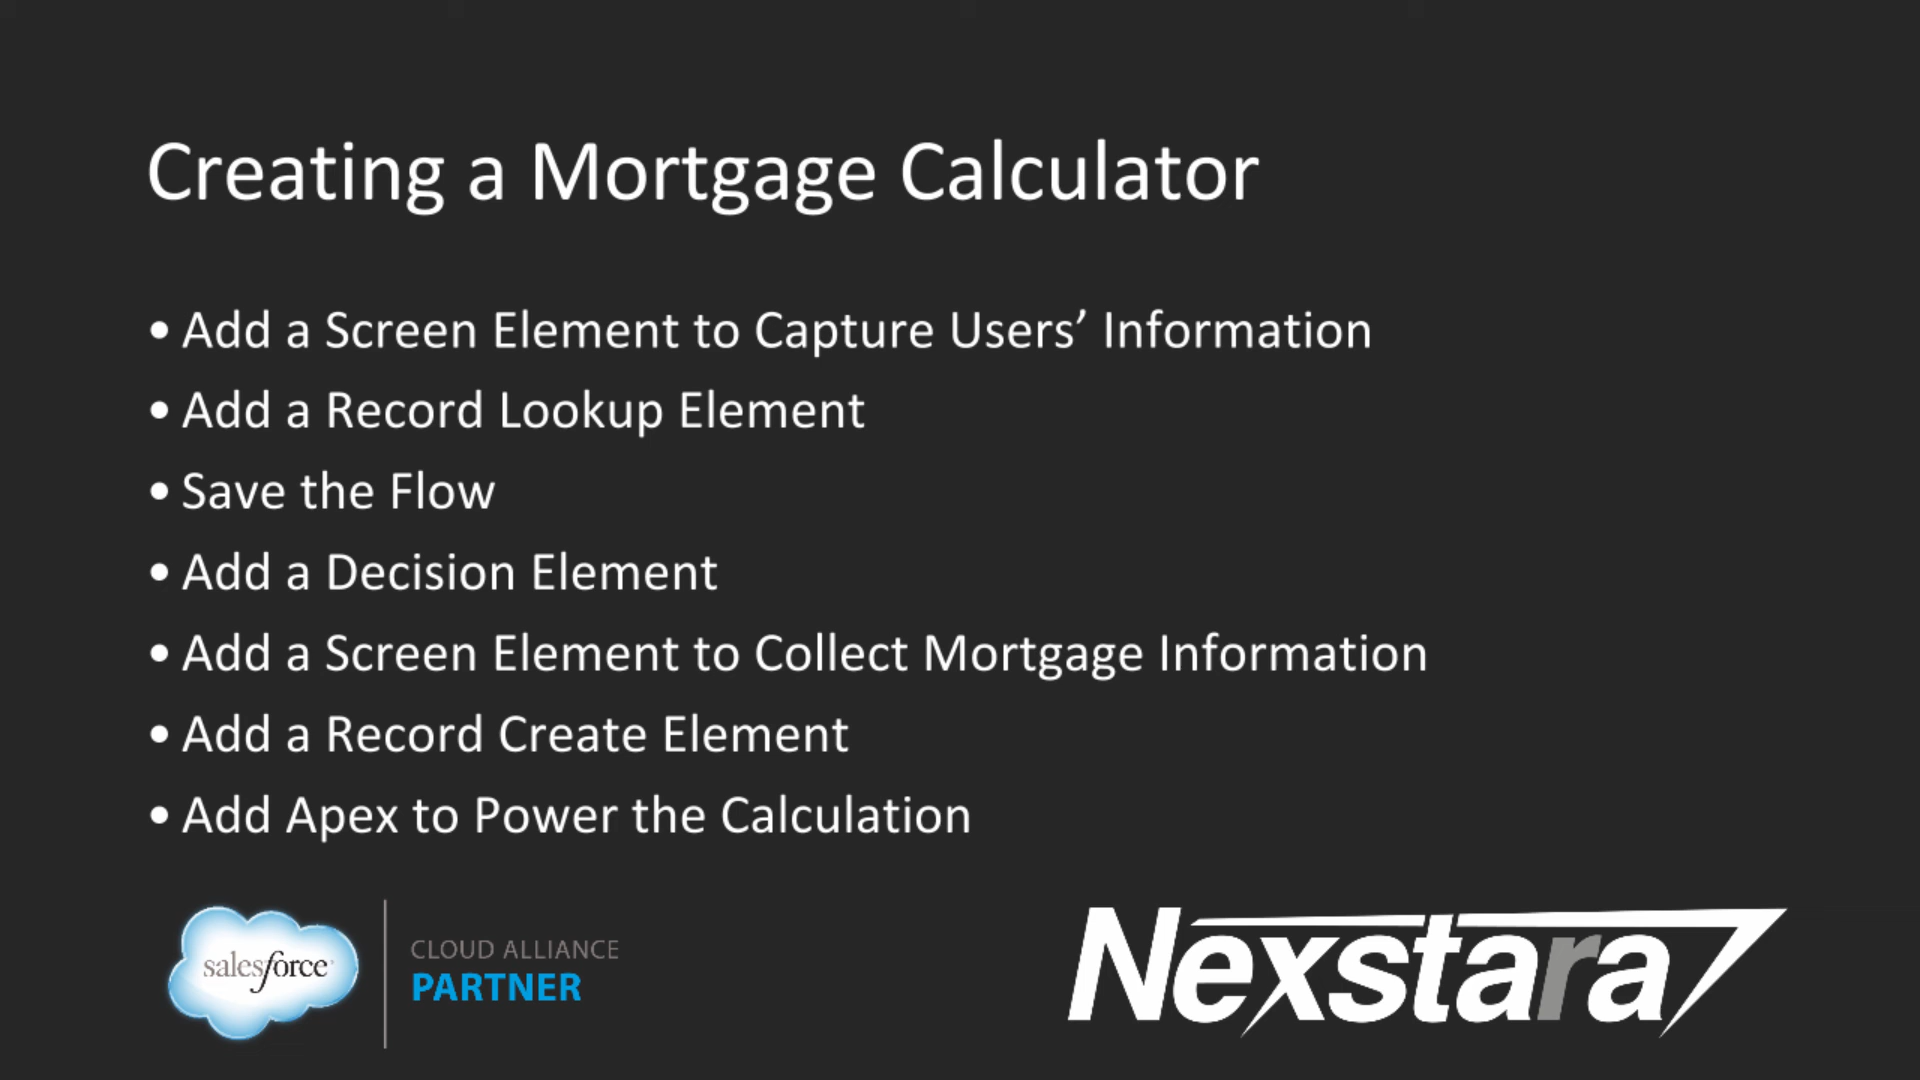 Creating a Mortgage Calculator
• Add a Screen Element to Capture Users’ Information
• Add a Record Lookup Element
• Save the Flow
• Add a Decision Element
• Add a Screen Element to Collect Mortgage Information
• Add a Record Create Element
• Add Apex to Power the Calculation
salesforce
CLOUD ALLIANCE
PARTNER
Nexstara